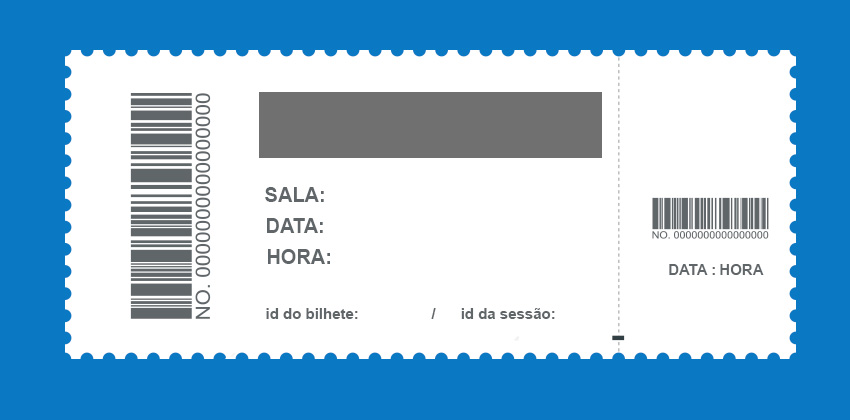 NO. 0000000000000000
SALA:
DATA:
HORA:
id do bilhete: / id da sessão:
NO. 0000000000000000
DATA : HORA